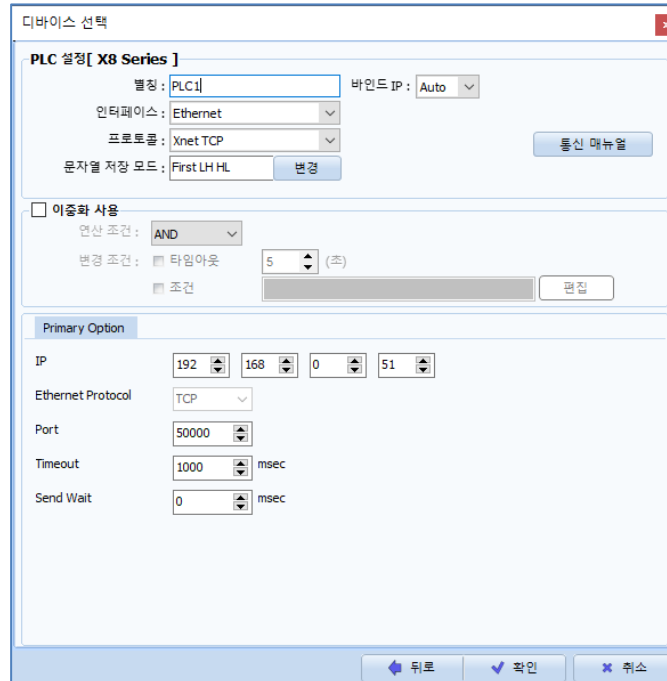 디바이스 선택
PLC 설정[ X8 Series ]
별칭 : PLC1 바인드 IP : Auto
인터페이스 : Ethernet
프로토콜 : Xnet TCP 통신 매뉴얼
문자열 저장 모드 : First LH HL 변경
이중화 사용
연산 조건 : AND
변경 조건 : 타임아웃 5 (초)
조건 편집
Primary Option
IP 192 168 0 51
Ethernet Protocol TCP
Port 50000
Timeout 1000 msec
Send Wait 0 msec
뒤로 확인 취소